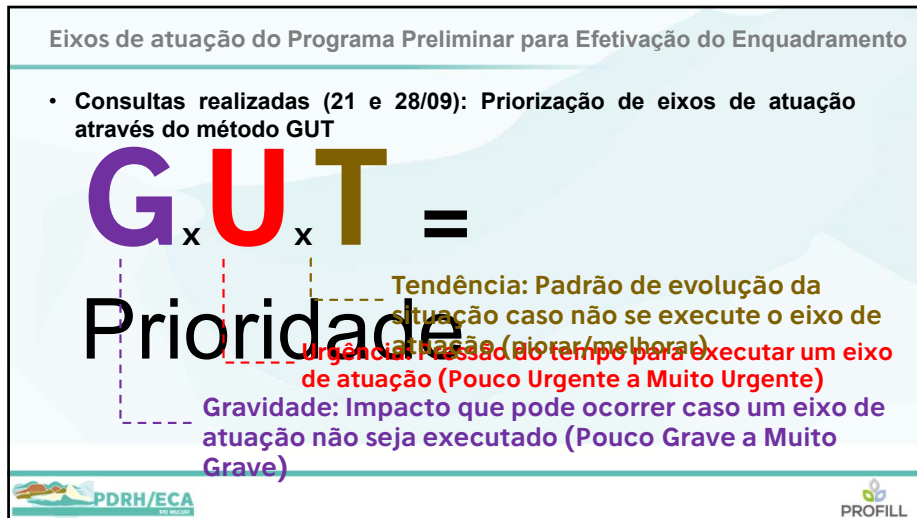 Eixos de atuação do Programa Preliminar para Efetivação do Enquadramento
• Consultas realizadas (21 e 28/09): Priorização de eixos de atuação
através do método GUT
G x U x T =
Prioridade
Tendência: Padrão de evolução da
situação caso não se execute o eixo de
atuação (piorar/melhorar)
Urgência: Pressão do tempo para executar um eixo
de atuação (Pouco Urgente a Muito Urgente)
Gravidade: Impacto que pode ocorrer caso um eixo de
atuação não seja executado (Pouco Grave a Muito
Grave)
PDRH/ECA
RIO MUCURI
PROFILL